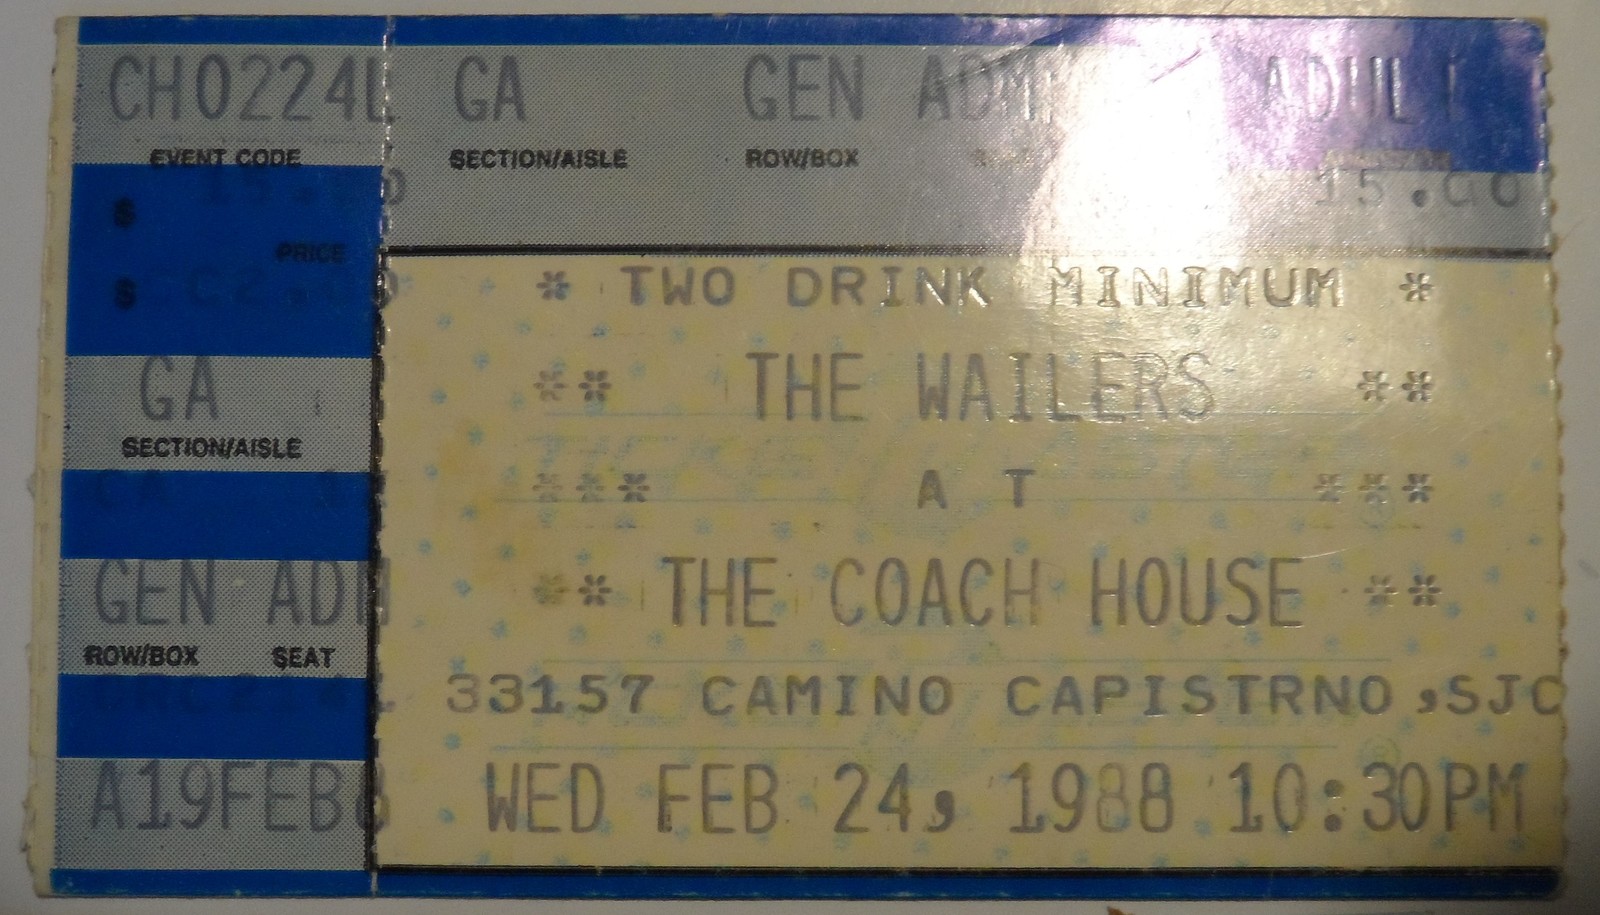 CH0224L GA GEN ADM ADULT
EVENT CODE SECTION/AISLE ROW/BOX
$ 15.00
PRICE
$
* TWO DRINK MINIMUM *
** THE WAILERS **
GA
SECTION/AISLE
*** A T ***
** THE COACH HOUSE **
GEN ADM
ROW/BOX SEAT
33157 CAMINO CAPISTRNO,SJC
A19FEB8 WED FEB 24, 1988 10:30PM